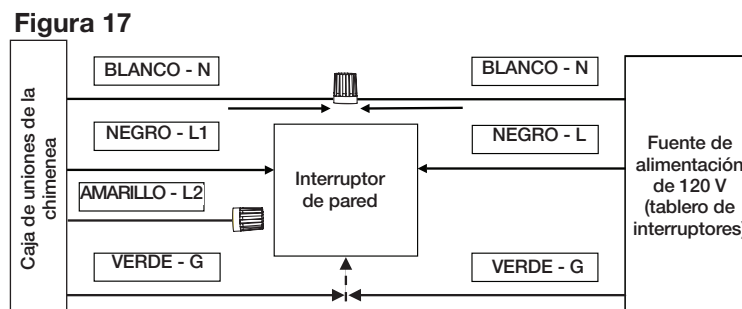 Figura 17
Caja de uniones de la
chimenea
BLANCO - N
NEGRO - L1
AMARILLO - L2
VERDE - G
Interruptor
de pared
BLANCO - N
NEGRO - L
VERDE - G
Fuente de
alimentación
de 120 V
(tablero de
interruptores)